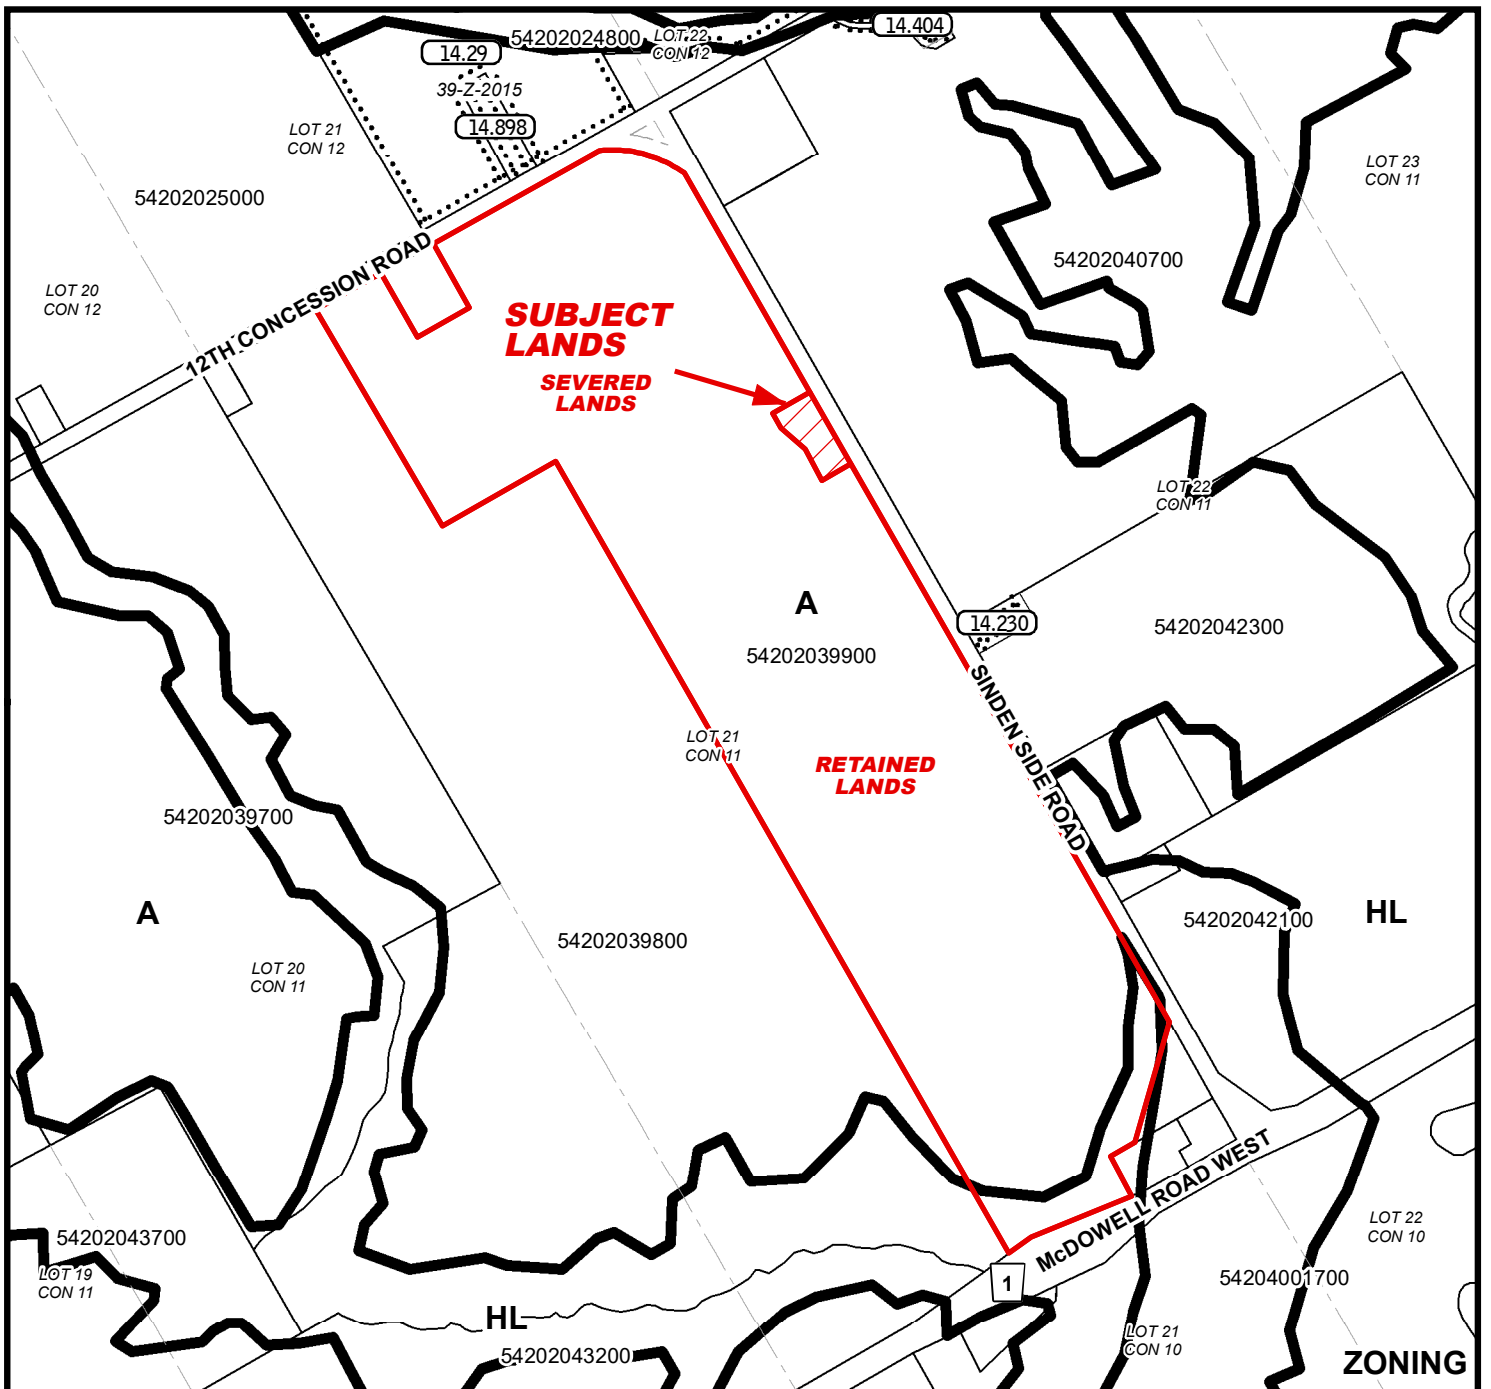 14.404
54202024800
LOT 22
CON 12
14.29
39-Z-2015
14.898
LOT 21
CON 12
LOT 23
CON 11
54202025000
12TH CONCESSION ROAD
54202040700
LOT 20
CON 12
SUBJECT
LANDS
SEVERED
LANDS
LOT 22
CON 11
A
14.230
54202042300
54202039900
SINDEN SIDE ROAD
LOT 21
CON 11
RETAINED
LANDS
54202039700
A
54202042100
HL
54202039800
LOT 20
CON 11
McDOWELL ROAD WEST
54202043700
LOT 22
CON 10
LOT 19
CON 11
1
54204001700
HL
LOT 21
CON 10
54202043200
ZONING